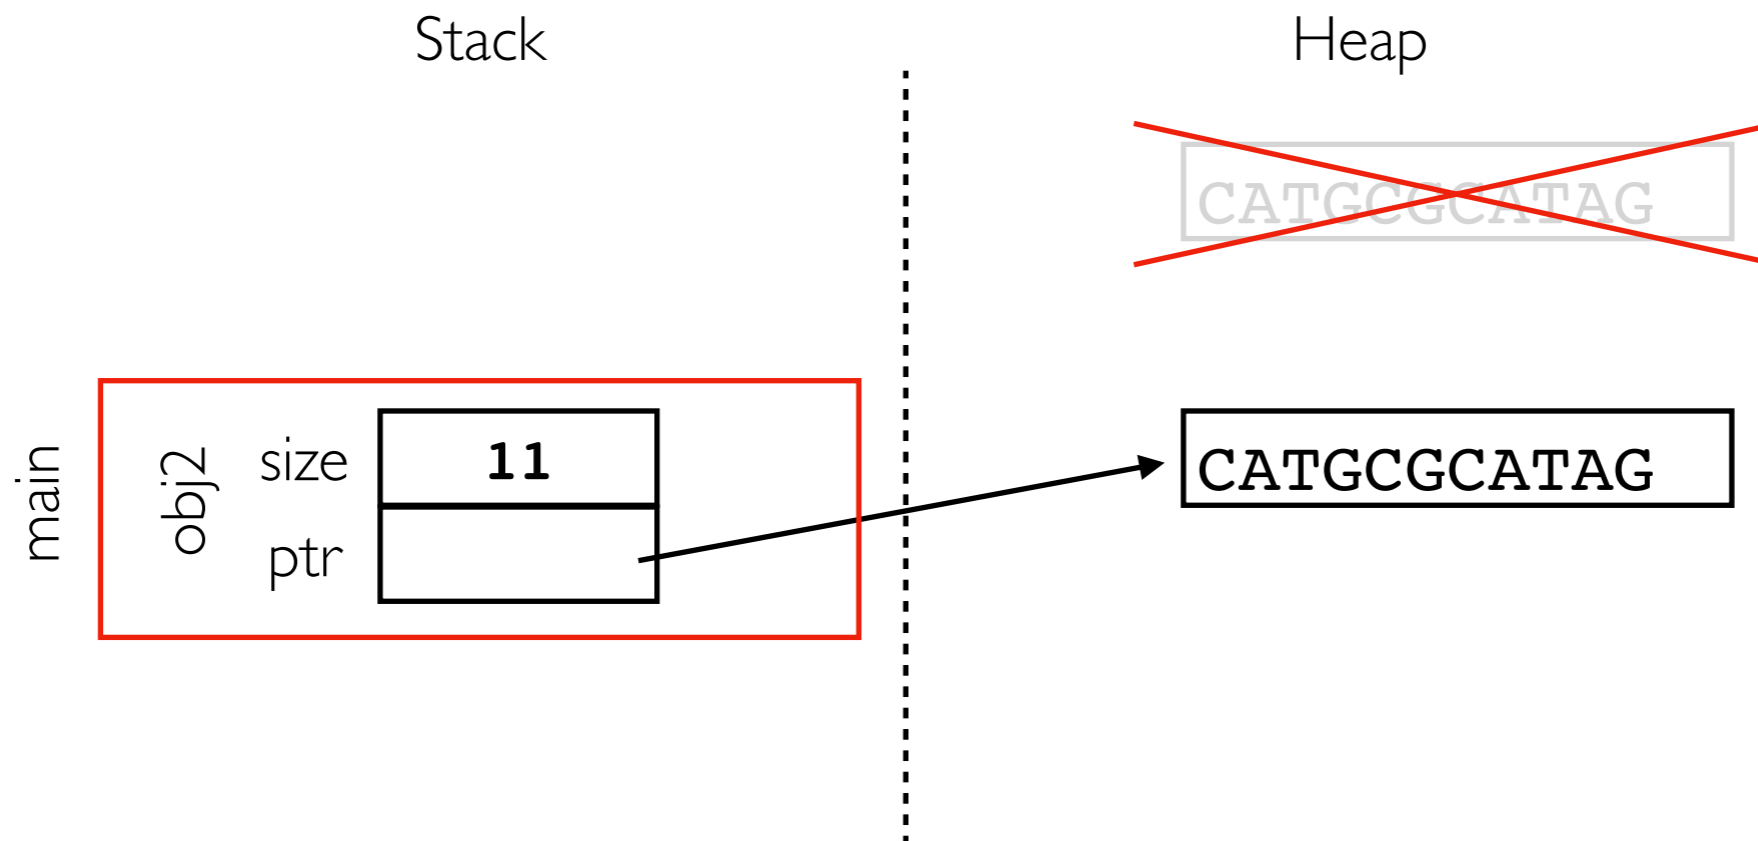 Stack
Heap
CATGCGCATAG
main
obj2
size
11
ptr
CATGCGCATAG